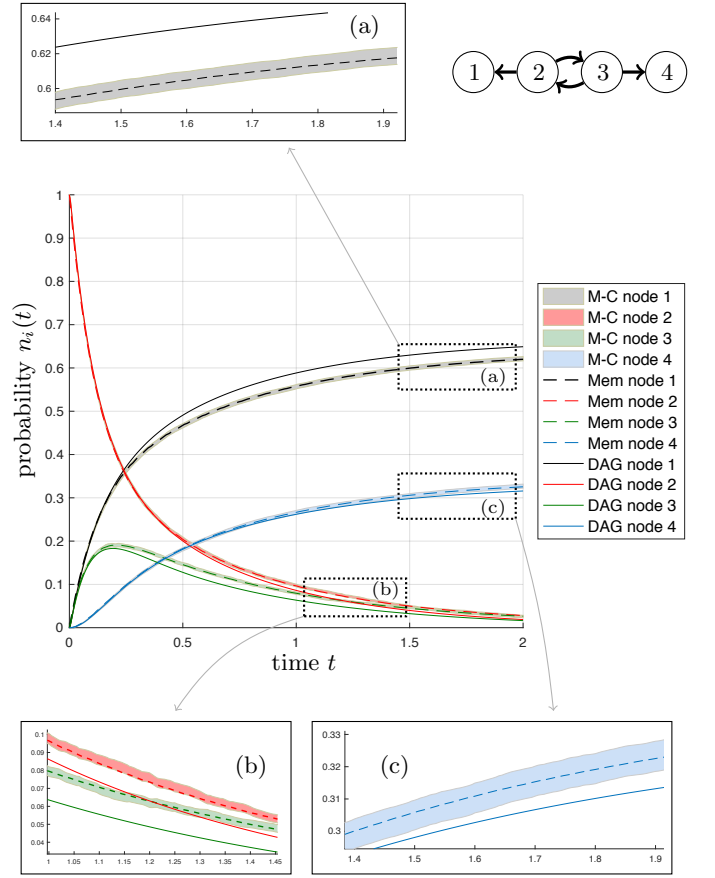 (a)
0.64
0.62
0.6
1.4 1.5 1.6 1.7 1.8 1.9
1 2 3 4
probability nᵢ(t)
1
0.9
0.8
0.7
0.6
0.5
0.4
0.3
0.2
0.1
0
(a)
(c)
(b)
0 0.5 1 1.5 2
time t
M-C node 1
M-C node 2
M-C node 3
M-C node 4
Mem node 1
Mem node 2
Mem node 3
Mem node 4
DAG node 1
DAG node 2
DAG node 3
DAG node 4
(b)
0.1
0.09
0.08
0.07
0.06
0.05
0.04
1 1.05 1.1 1.15 1.2 1.25 1.3 1.35 1.4 1.45
(c)
0.33
0.32
0.31
0.3
1.4 1.5 1.6 1.7 1.8 1.9